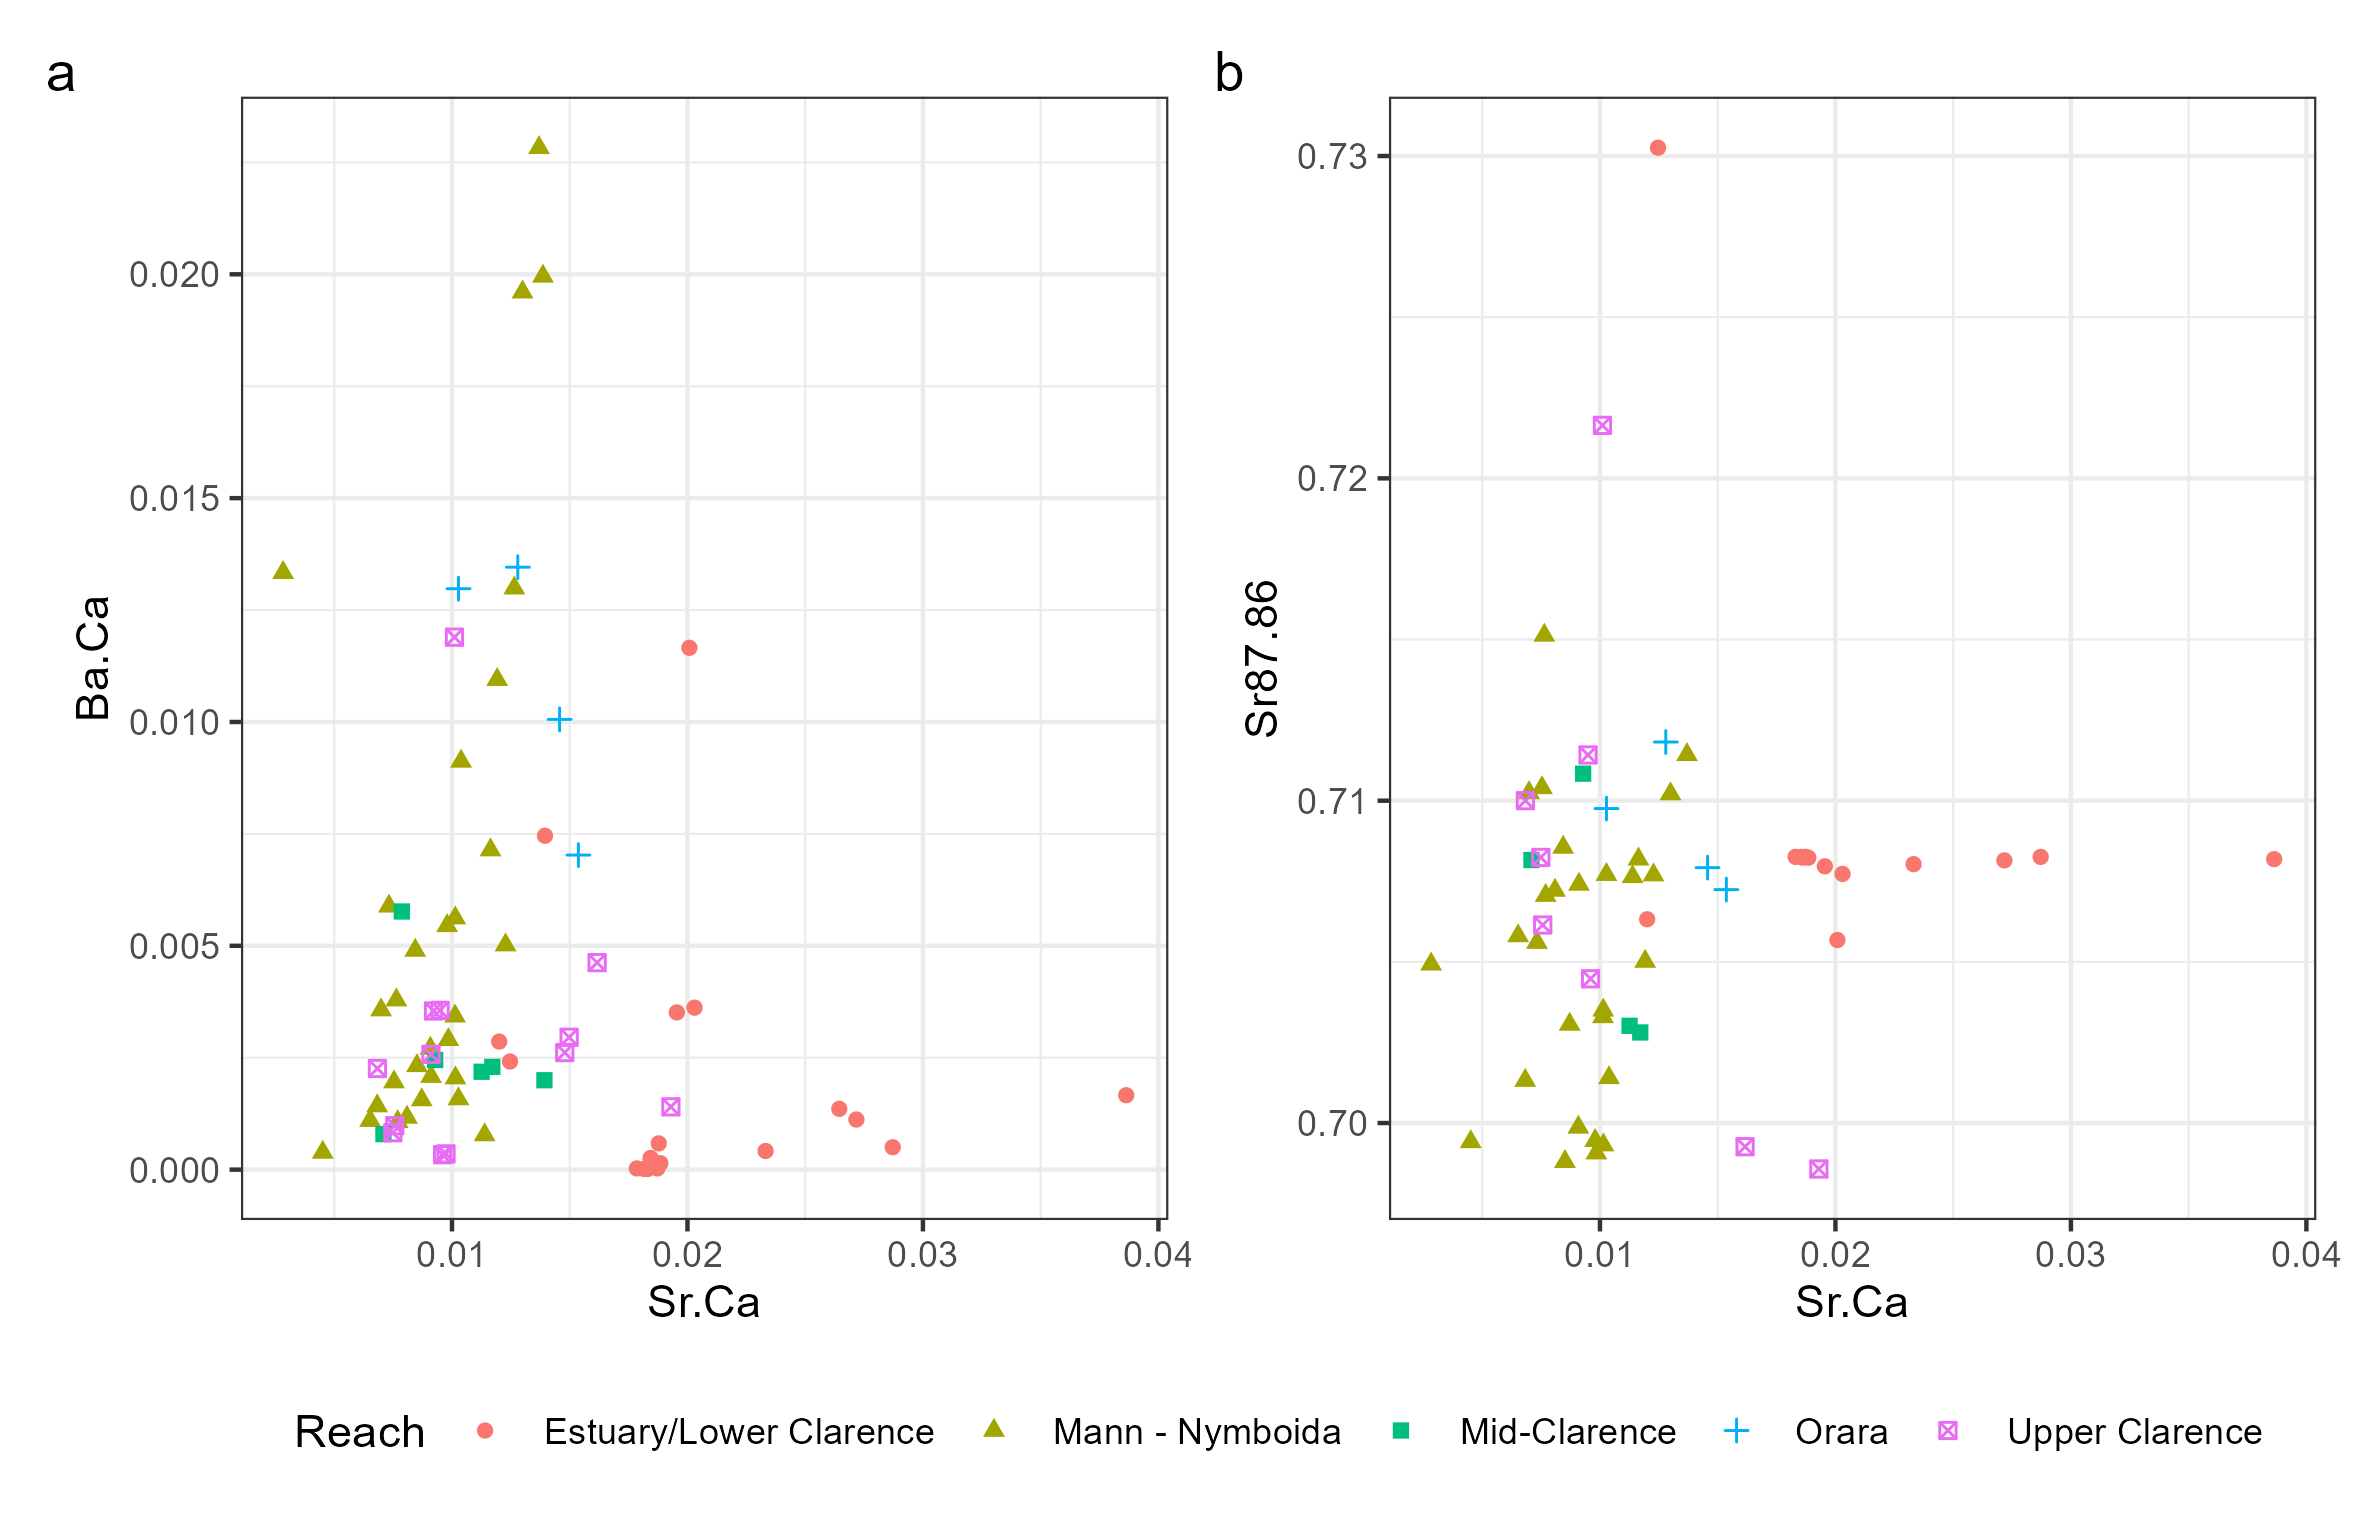 a
b
0.020
0.015
0.010
0.005
0.000
Ba.Ca
0.01 0.02 0.03 0.04
Sr.Ca
0.73
0.72
0.71
0.70
Sr87.86
0.01 0.02 0.03 0.04
Sr.Ca
Reach Estuary/Lower Clarence Mann - Nymboida Mid-Clarence Orara Upper Clarence